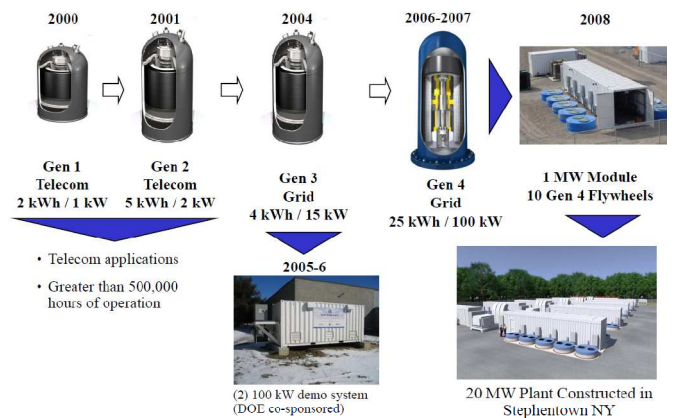 2000
2001
2004
2006-2007
2008
Gen 1
Telecom
2 kWh / 1 kW
Gen 2
Telecom
5 kWh / 2 kW
Gen 3
Grid
4 kWh / 15 kW
Gen 4
Grid
25 kWh / 100 kW
1 MW Module
10 Gen 4 Flywheels
• Telecom applications
• Greater than 500,000
hours of operation
2005-6
(2) 100 kW demo system
(DOE co-sponsored)
20 MW Plant Constructed in
Stephentown NY